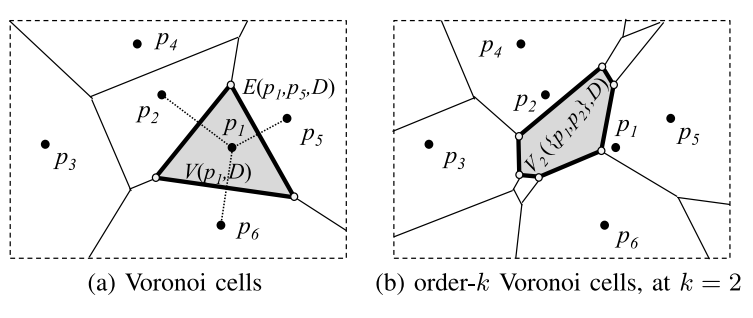 p₄
E(p₁,p₅,D)
p₂
p₁
p₅
p₃
V(p₁,D)
p₆
(a) Voronoi cells
p₄
p₂
V₂({p₁,p₂},D)
p₁
p₅
p₃
p₆
(b) order-k Voronoi cells, at k = 2